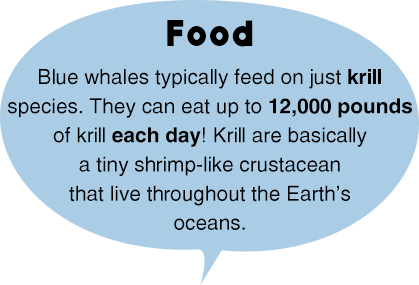 Food
Blue whales typically feed on just krill
species. They can eat up to 12,000 pounds
of krill each day! Krill are basically
a tiny shrimp-like crustacean
that live throughout the Earth's
oceans.